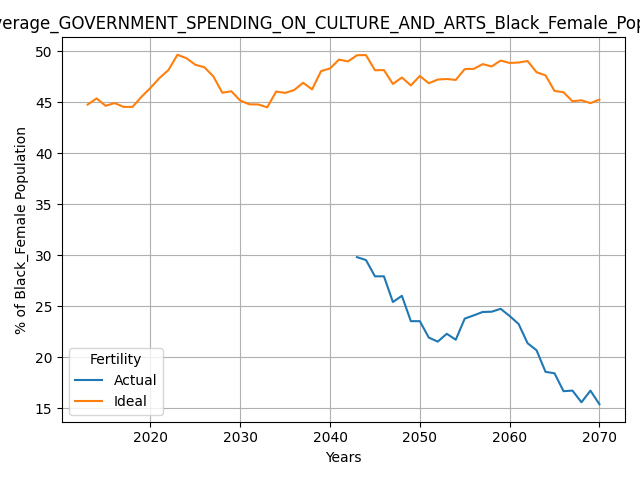 verage_GOVERNMENT_SPENDING_ON_CULTURE_AND_ARTS_Black_Female_Pop
50
45
40
35
30
25
20
15
% of Black_Female Population
Fertility
Actual
Ideal
2020 2030 2040 2050 2060 2070
Years